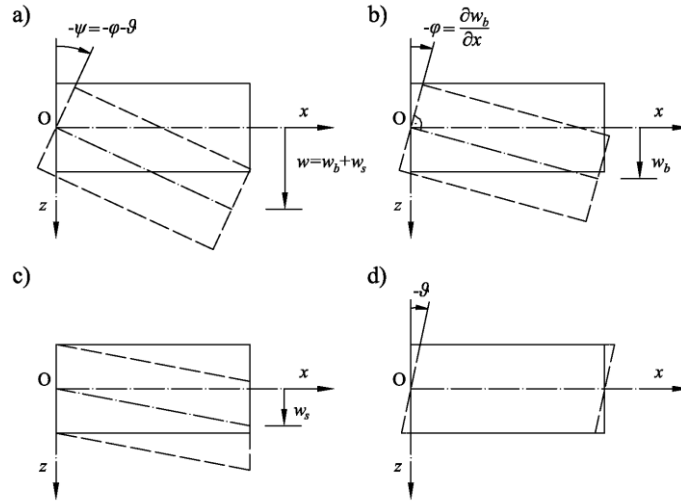 a)
-ψ=-φ-ϑ
O
x
w=w_b+w_s
z
b)
-φ=∂w_b/∂x
O
x
w_b
z
c)
O
x
w_s
z
d)
-ϑ
O
x
z